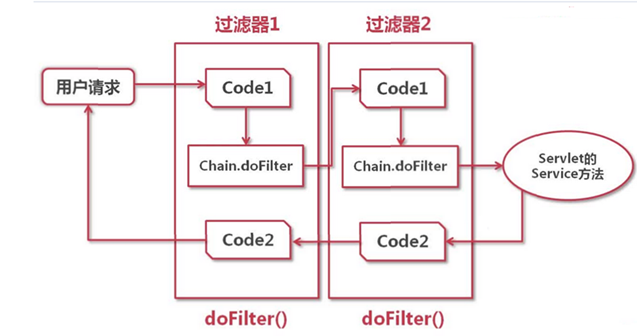 过滤器1
过滤器2
用户请求
Code1
Code1
Chain.doFilter
Chain.doFilter
Servlet的
Service方法
Code2
Code2
doFilter()
doFilter()